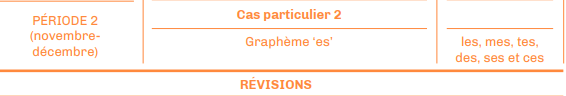 PÉRIODE 2
(novembre-
décembre)
Cas particulier 2
Graphème ‘es’
les, mes, tes,
des, ses et ces
RÉVISIONS